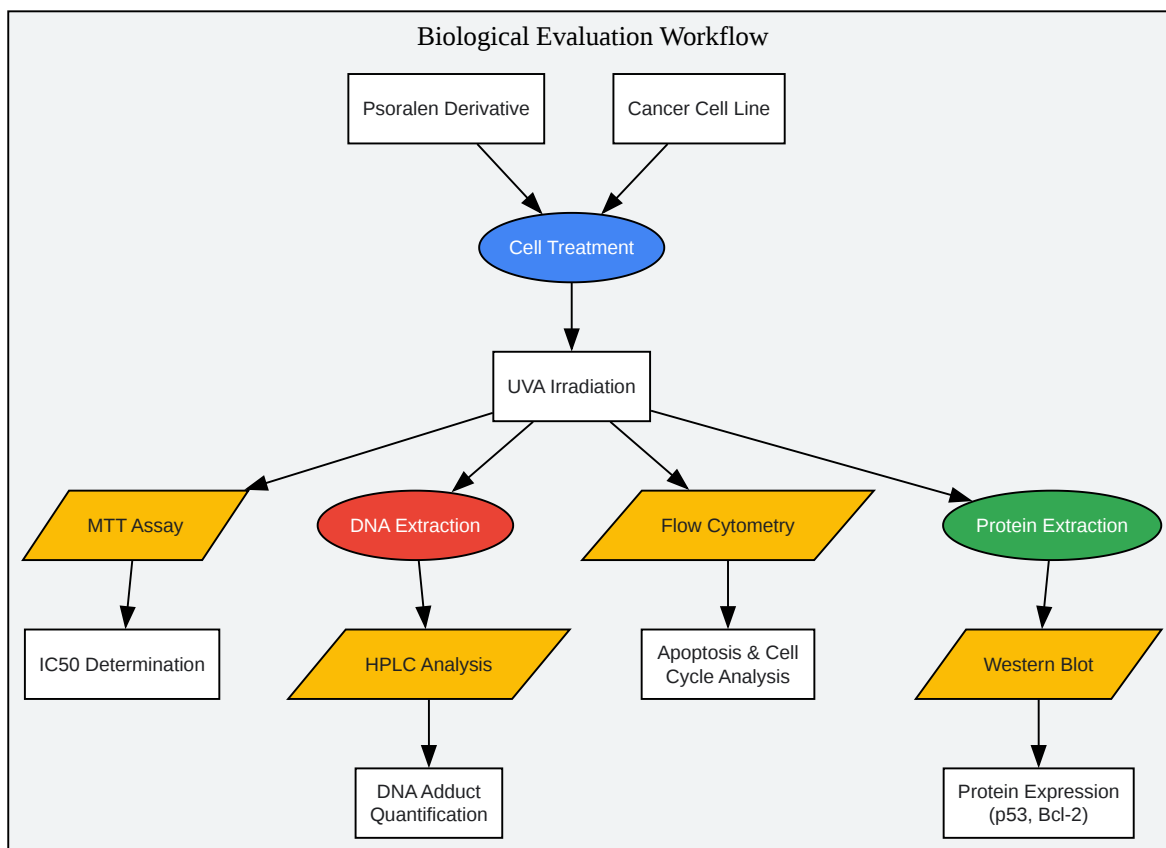 Biological Evaluation Workflow
Psoralen Derivative
Cancer Cell Line
Cell Treatment
UVA Irradiation
MTT Assay
DNA Extraction
Flow Cytometry
Protein Extraction
IC50 Determination
HPLC Analysis
Apoptosis & Cell
Cycle Analysis
Western Blot
DNA Adduct
Quantification
Protein Expression
(p53, Bcl-2)